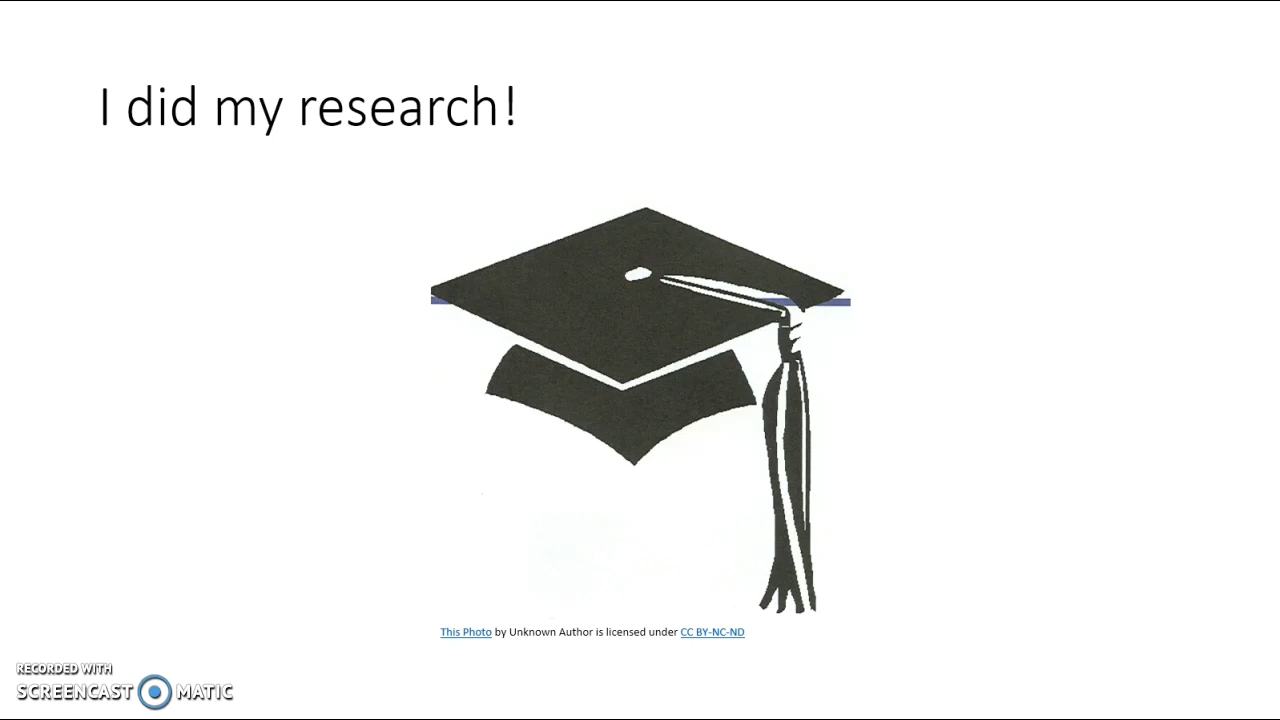 I did my research!
This Photo by Unknown Author is licensed under CC BY-NC-ND
RECORDED WITH
SCREENCAST MATIC